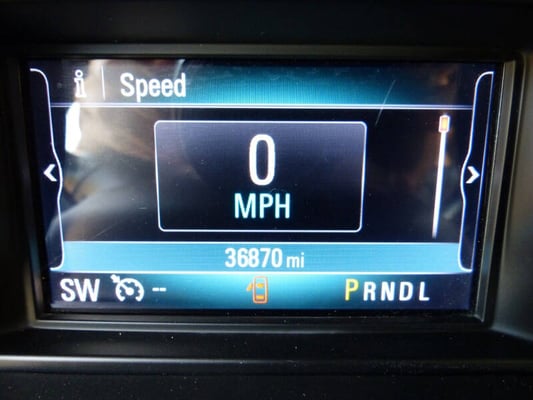 i Speed
0
MPH
36870 mi
SW -- PRNDL